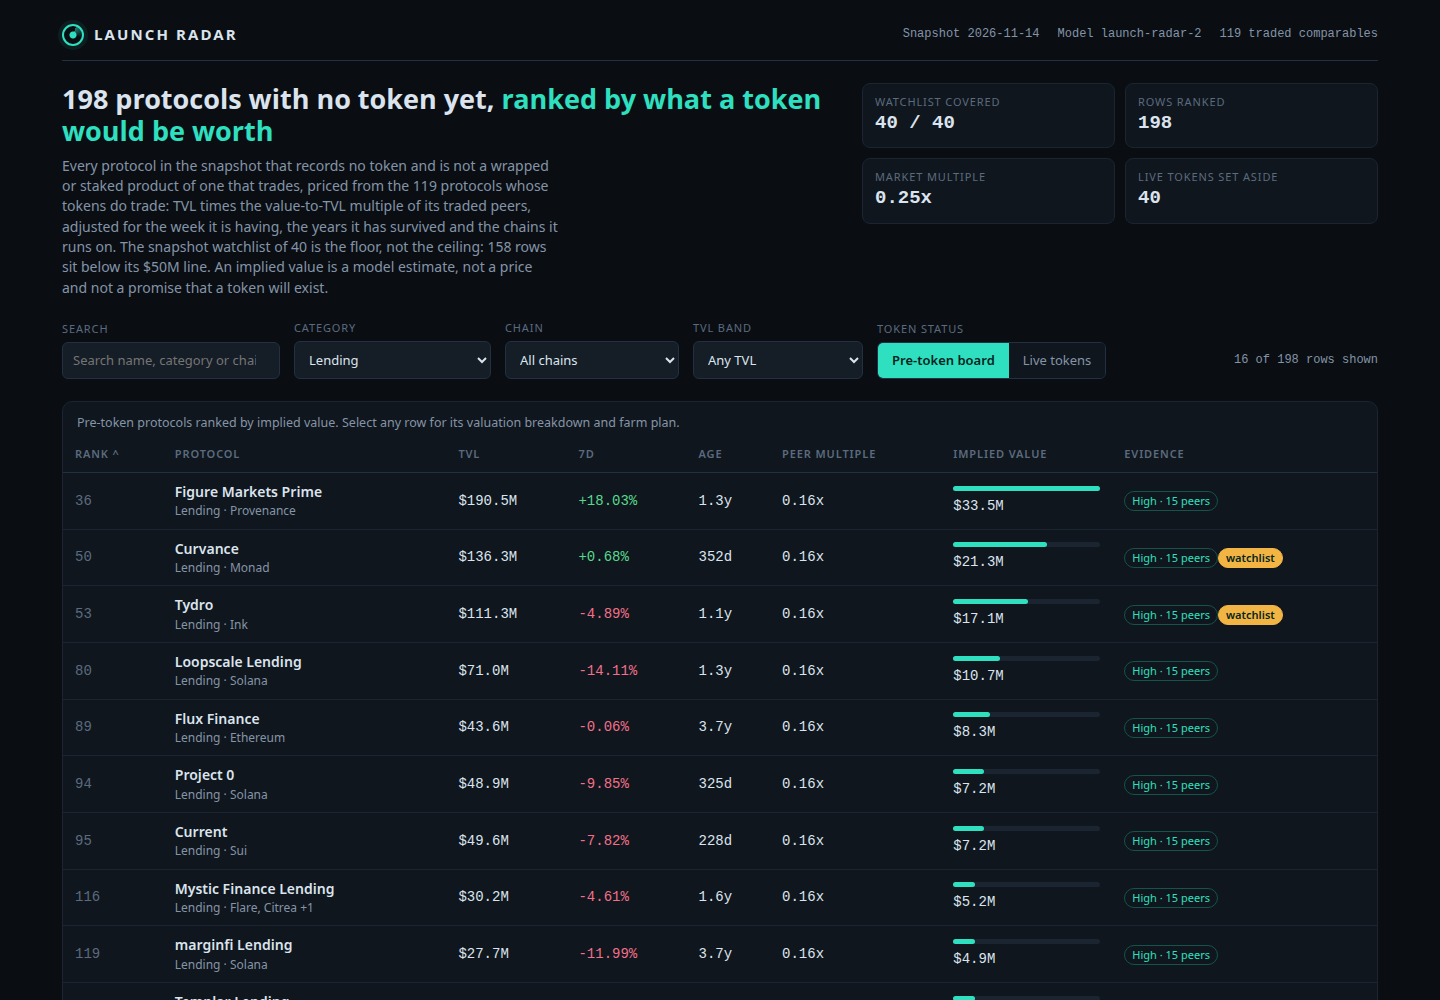 LAUNCH RADAR
Snapshot 2026-11-14 Model launch-radar-2 119 traded comparables
198 protocols with no token yet, ranked by what a token
would be worth
Every protocol in the snapshot that records no token and is not a wrapped
or staked product of one that trades, priced from the 119 protocols whose
tokens do trade: TVL times the value-to-TVL multiple of its traded peers,
adjusted for the week it is having, the years it has survived and the chains it
runs on. The snapshot watchlist of 40 is the floor, not the ceiling: 158 rows
sit below its $50M line. An implied value is a model estimate, not a price
and not a promise that a token will exist.
WATCHLIST COVERED
40 / 40
ROWS RANKED
198
MARKET MULTIPLE
0.25x
LIVE TOKENS SET ASIDE
40
SEARCH
Search name, category or chai
CATEGORY
Lending
CHAIN
All chains
TVL BAND
Any TVL
TOKEN STATUS
Pre-token board Live tokens
16 of 198 rows shown
Pre-token protocols ranked by implied value. Select any row for its valuation breakdown and farm plan.
RANK ^ PROTOCOL TVL 7D AGE PEER MULTIPLE IMPLIED VALUE EVIDENCE
36 Figure Markets Prime $190.5M +18.03% 1.3y 0.16x $33.5M High · 15 peers
Lending · Provenance
50 Curvance $136.3M +0.68% 352d 0.16x $21.3M High · 15 peers watchlist
Lending · Monad
53 Tydro $111.3M -4.89% 1.1y 0.16x $17.1M High · 15 peers watchlist
Lending · Ink
80 Loopscale Lending $71.0M -14.11% 1.3y 0.16x $10.7M High · 15 peers
Lending · Solana
89 Flux Finance $43.6M -0.06% 3.7y 0.16x $8.3M High · 15 peers
Lending · Ethereum
94 Project 0 $48.9M -9.85% 325d 0.16x $7.2M High · 15 peers
Lending · Solana
95 Current $49.6M -7.82% 228d 0.16x $7.2M High · 15 peers
Lending · Sui
116 Mystic Finance Lending $30.2M -4.61% 1.6y 0.16x $5.2M High · 15 peers
Lending · Flare, Citrea +1
119 marginfi Lending $27.7M -11.99% 3.7y 0.16x $4.9M High · 15 peers
Lending · Solana